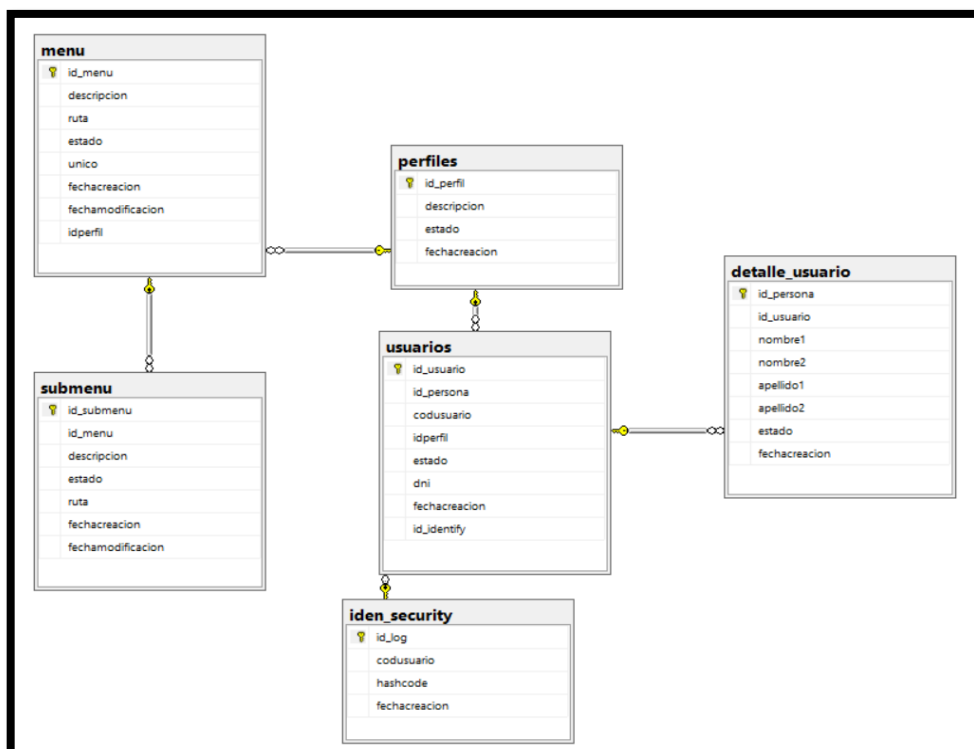 menu
id_menu
descripcion
ruta
estado
unico
fechacreacion
fechamodificacion
idperfil
perfiles
id_perfil
descripcion
estado
fechacreacion
detalle_usuario
id_persona
id_usuario
nombre1
nombre2
apellido1
apellido2
estado
fechacreacion
usuarios
id_usuario
id_persona
codusuario
idperfil
estado
dni
fechacreacion
id_identify
submenu
id_submenu
id_menu
descripcion
estado
ruta
fechacreacion
fechamodificacion
iden_security
id_log
codusuario
hashcode
fechacreacion